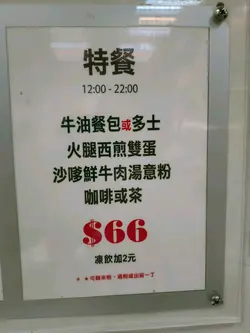 特餐
12:00 - 22:00
牛油餐包或多士
火腿西煎雙蛋
沙嗲鮮牛肉湯意粉
咖啡或茶
$66
凍飲加2元